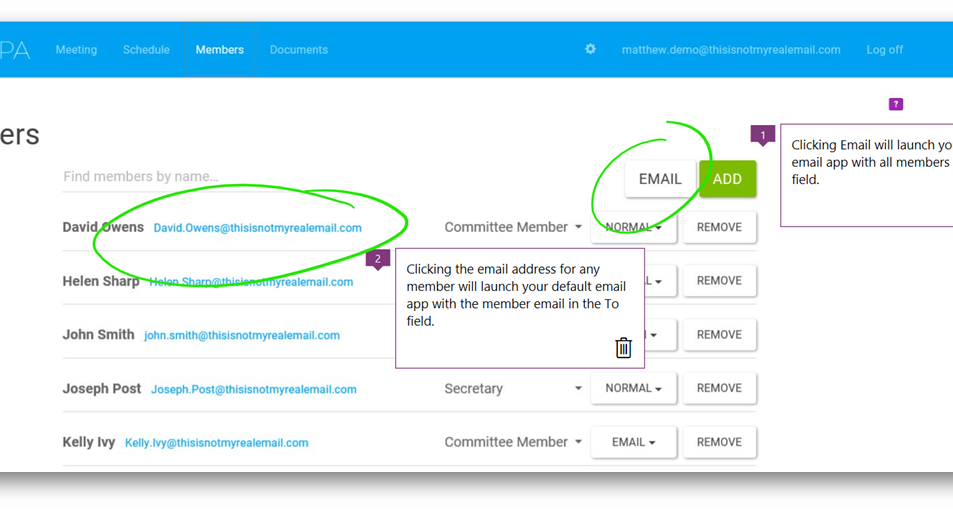 PA Meeting Schedule Members Documents matthew.demo@thisisnotmyrealemail.com Log off
?
ers
1
Clicking Email will launch yo
email app with all members
field.
Find members by name...
EMAIL ADD
David Owens David.Owens@thisisnotmyrealemail.com Committee Member NORMAL REMOVE
2
Clicking the email address for any
member will launch your default email
app with the member email in the To
field.
Helen Sharp Helen.Sharp@thisisnotmyrealemail.com L REMOVE
John Smith john.smith@thisisnotmyrealemail.com REMOVE
Joseph Post Joseph.Post@thisisnotmyrealemail.com Secretary NORMAL REMOVE
Kelly Ivy Kelly.Ivy@thisisnotmyrealemail.com Committee Member EMAIL REMOVE